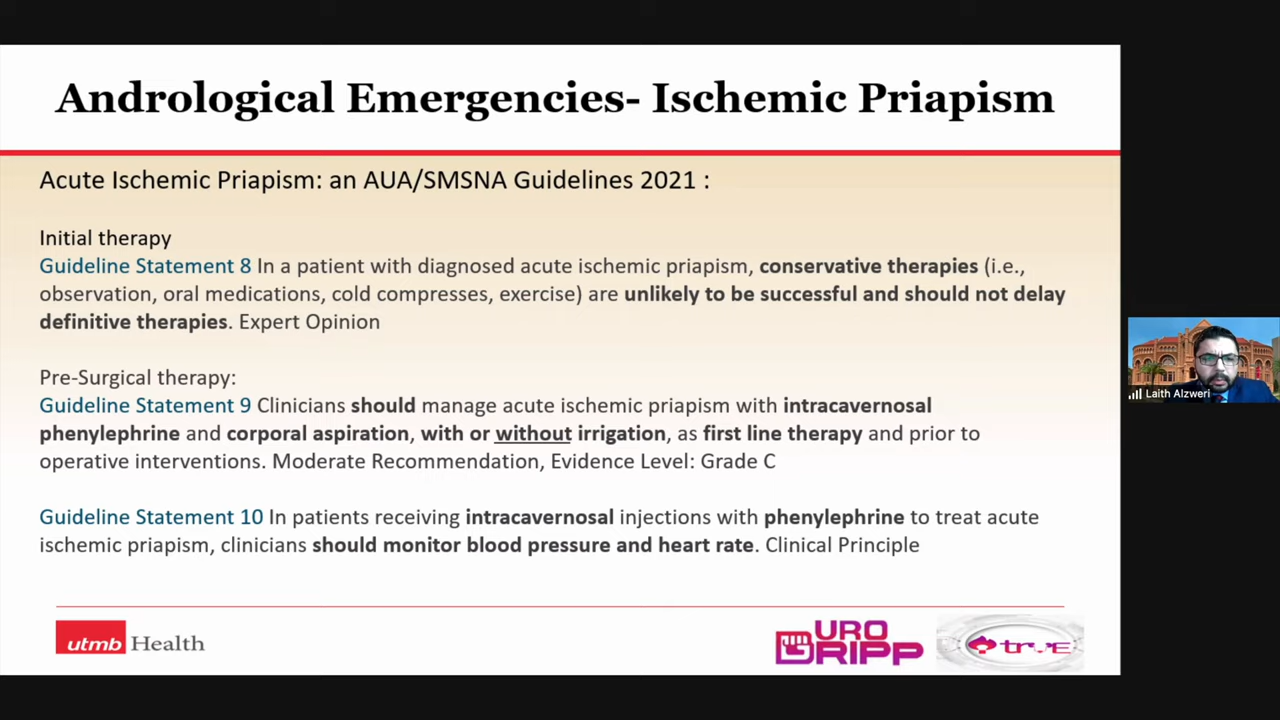 Andrological Emergencies- Ischemic Priapism
Acute Ischemic Priapism: an AUA/SMSNA Guidelines 2021 :
Initial therapy
Guideline Statement 8 In a patient with diagnosed acute ischemic priapism, conservative therapies (i.e.,
observation, oral medications, cold compresses, exercise) are unlikely to be successful and should not delay
definitive therapies. Expert Opinion
Pre-Surgical therapy:
Guideline Statement 9 Clinicians should manage acute ischemic priapism with intracavernosal
phenylephrine and corporal aspiration, with or without irrigation, as first line therapy and prior to
operative interventions. Moderate Recommendation, Evidence Level: Grade C
Guideline Statement 10 In patients receiving intracavernosal injections with phenylephrine to treat acute
ischemic priapism, clinicians should monitor blood pressure and heart rate. Clinical Principle
Laith Alzweri
utmb Health
URO
GRIPP
truE